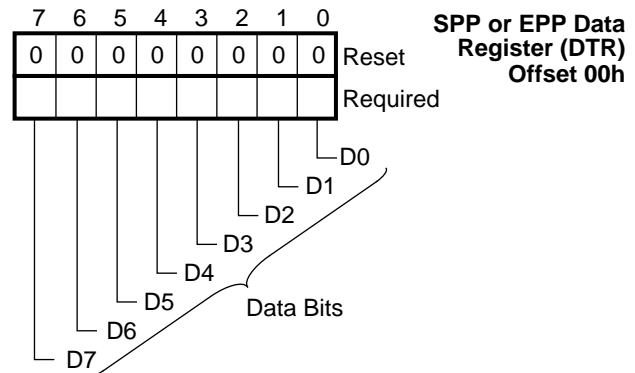 7 6 5 4 3 2 1 0
SPP or EPP Data
Register (DTR)
Offset 00h
0 0 0 0 0 0 0 0 Reset
Required
D0
D1
D2
D3
D4
D5
D6
D7
Data Bits